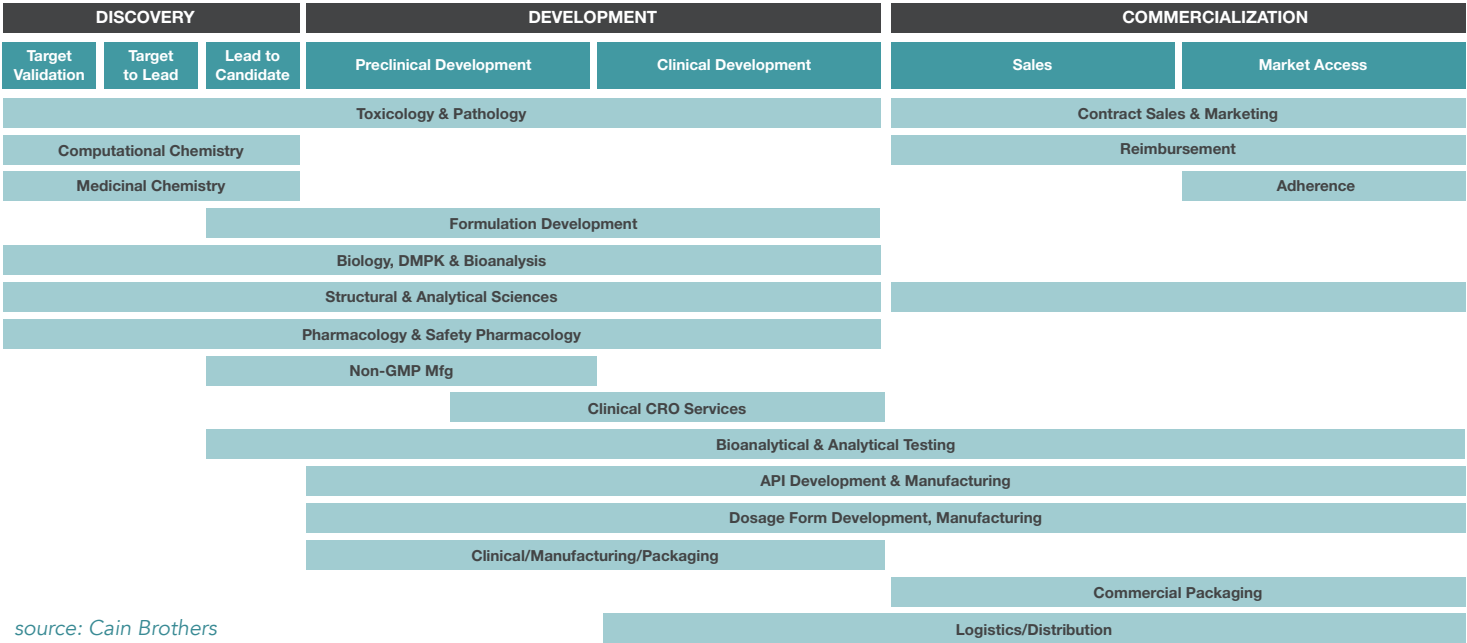 DISCOVERY
DEVELOPMENT
COMMERCIALIZATION
Target
Validation
Target
to Lead
Lead to
Candidate
Preclinical Development
Clinical Development
Sales
Market Access
Toxicology & Pathology
Contract Sales & Marketing
Computational Chemistry
Reimbursement
Medicinal Chemistry
Adherence
Formulation Development
Biology, DMPK & Bioanalysis
Structural & Analytical Sciences
Pharmacology & Safety Pharmacology
Non-GMP Mfg
Clinical CRO Services
Bioanalytical & Analytical Testing
API Development & Manufacturing
Dosage Form Development, Manufacturing
Clinical/Manufacturing/Packaging
Commercial Packaging
source: Cain Brothers
Logistics/Distribution